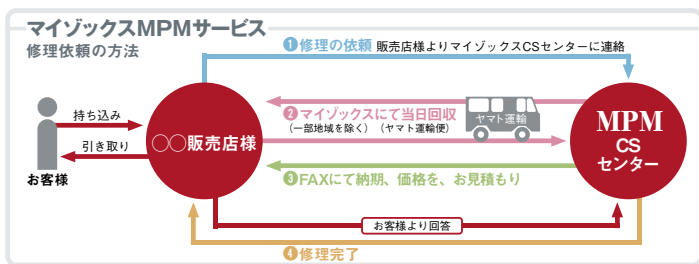 マイゾックスMPMサービス
修理依頼の方法
❶修理の依頼 販売店様よりマイゾックスCSセンターに連絡
持ち込み
引き取り
お客様
○○販売店様
❷マイゾックスにて当日回収
（一部地域を除く）（ヤマト運輸便）
ヤマト運輸
MPM
CS
センター
❸FAXにて納期、価格を、お見積もり
お客様より回答
❹修理完了